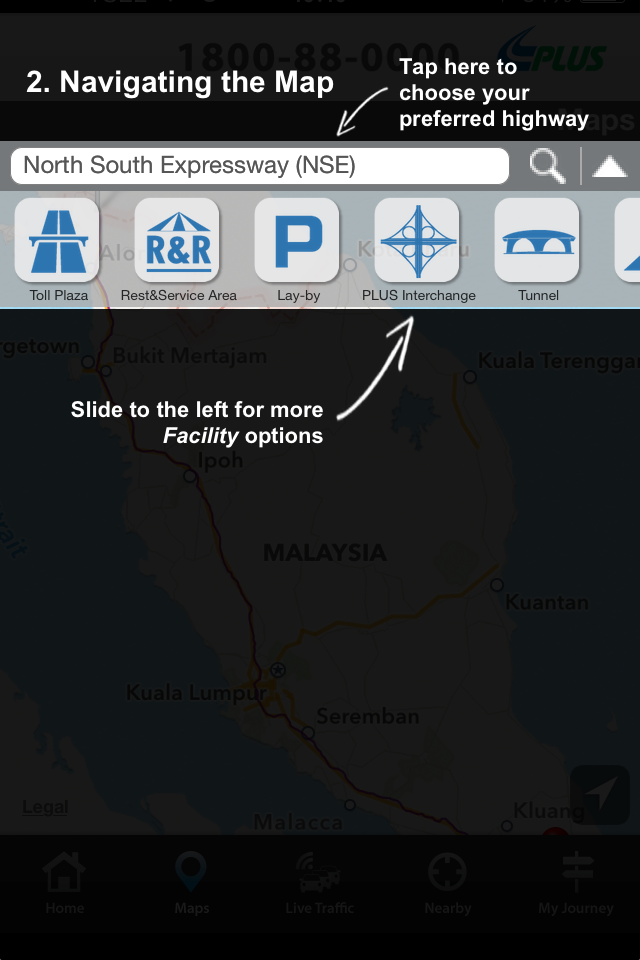 1800-88-0000
PLUS
2. Navigating the Map
Tap here to
choose your
preferred highway
Maps
North South Expressway (NSE)
R&R
P
Toll Plaza
Rest&Service Area
Lay-by
PLUS Interchange
Tunnel
Bukit Mertajam
Kuala Terenggan
Slide to the left for more
Facility options
Ipoh
MALAYSIA
Kuantan
Kuala Lumpur
Seremban
Legal
Malacca
Kluang
Home
Maps
Live Traffic
Nearby
My Journey